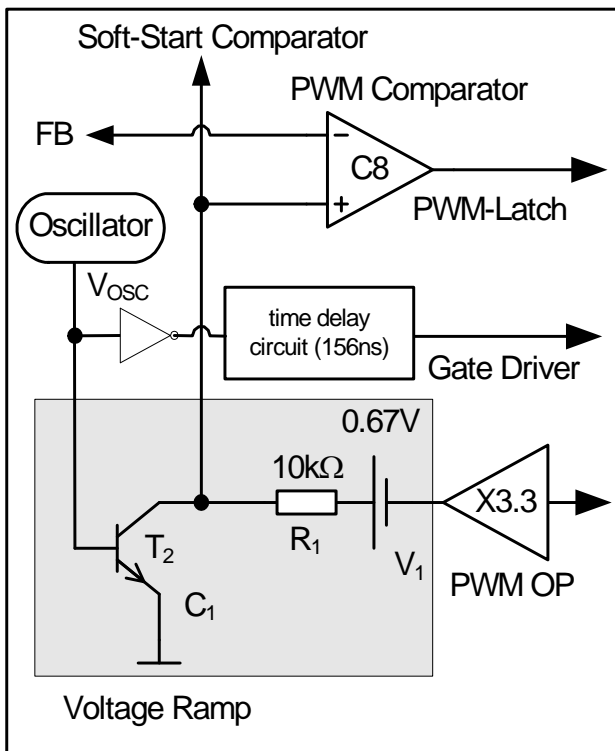 Soft-Start Comparator
PWM Comparator
FB
−
C8
+
PWM-Latch
Oscillator
V_OSC
time delay
circuit (156ns)
Gate Driver
0.67V
10kΩ
X3.3
R₁
T₂
V₁
PWM OP
C₁
Voltage Ramp